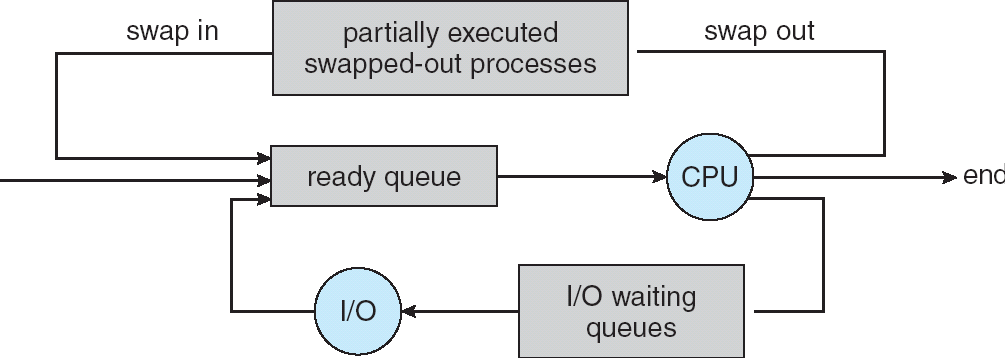 swap in
partially executed
swapped-out processes
swap out
ready queue
CPU
end
I/O
I/O waiting
queues